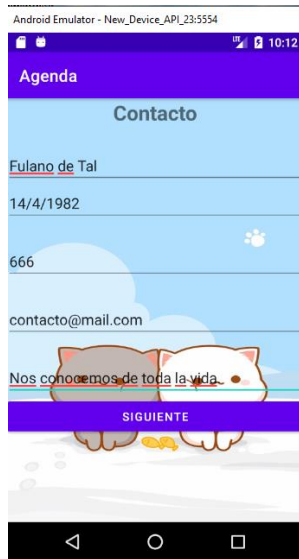 Android Emulator - New_Device_API_23:5554
LTE 10:12
Agenda
Contacto
Fulano de Tal
14/4/1982
666
contacto@mail.com
Nos conocemos de toda la vida.
SIGUIENTE